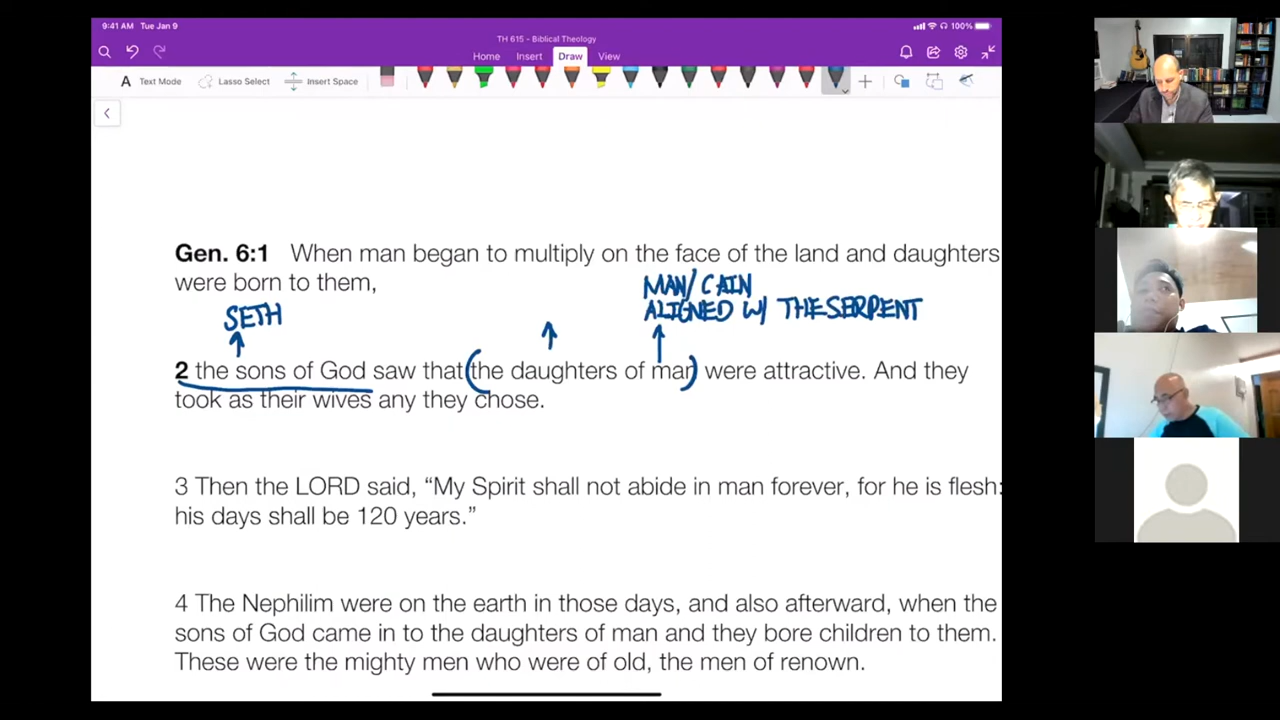 9:41 AM Tue Jan 9
100%
TH 615 - Biblical Theology
Home Insert Draw View
A Text Mode Lasso Select Insert Space
Gen. 6:1 When man began to multiply on the face of the land and daughters
were born to them,
MAN/CAIN
ALIGNED W/ THE SERPENT
SETH
2 the sons of God saw that (the daughters of man) were attractive. And they
took as their wives any they chose.
3 Then the LORD said, “My Spirit shall not abide in man forever, for he is flesh:
his days shall be 120 years.”
4 The Nephilim were on the earth in those days, and also afterward, when the
sons of God came in to the daughters of man and they bore children to them.
These were the mighty men who were of old, the men of renown.